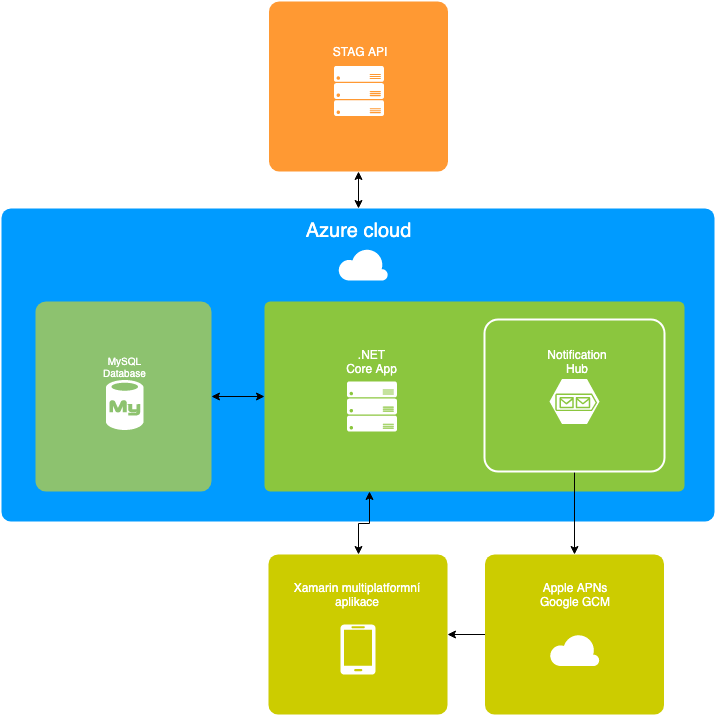 STAG API
Azure cloud
MySQL
Database
My
.NET
Core App
Notification
Hub
Xamarin multiplatformní
aplikace
Apple APNs
Google GCM